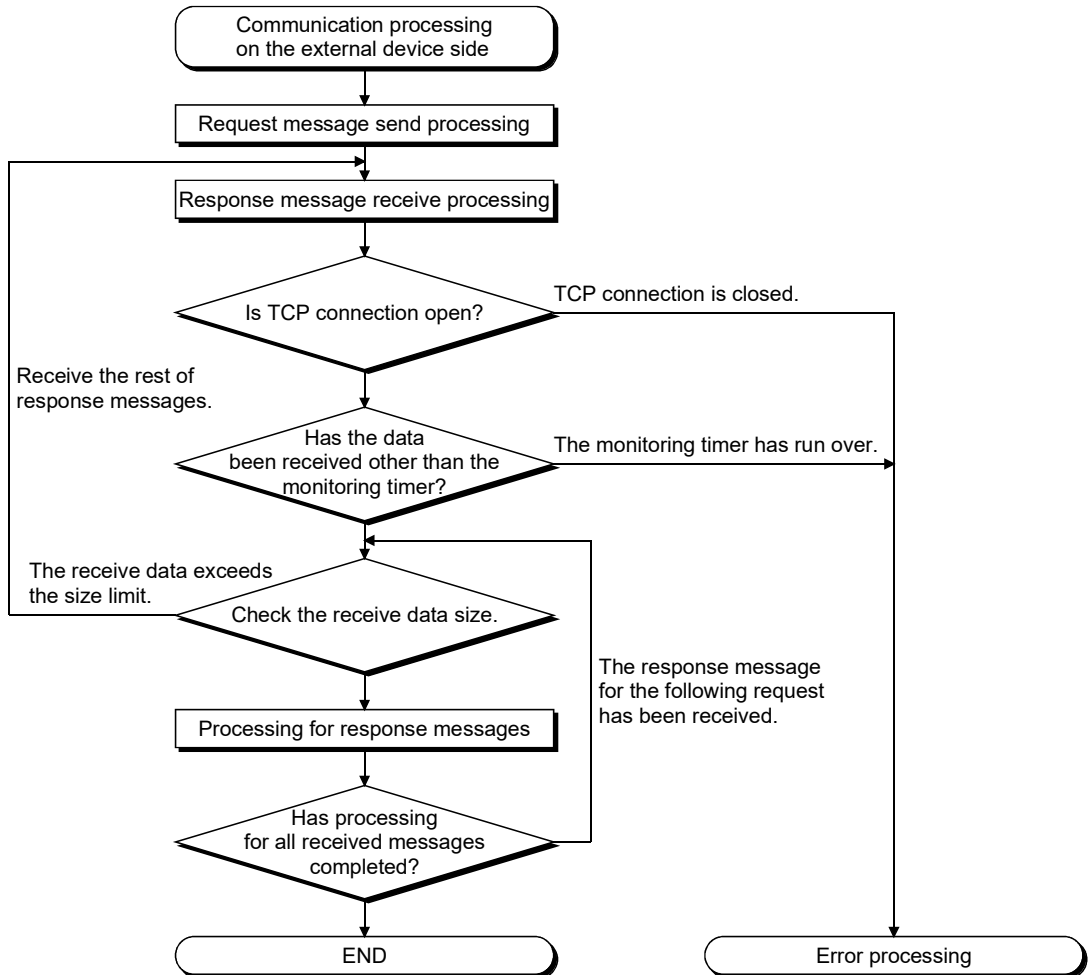 Communication processing
on the external device side
Request message send processing
Response message receive processing
Is TCP connection open?
TCP connection is closed.
Receive the rest of
response messages.
Has the data
been received other than the
monitoring timer?
The monitoring timer has run over.
The receive data exceeds
the size limit.
Check the receive data size.
The response message
for the following request
has been received.
Processing for response messages
Has processing
for all received messages
completed?
END
Error processing